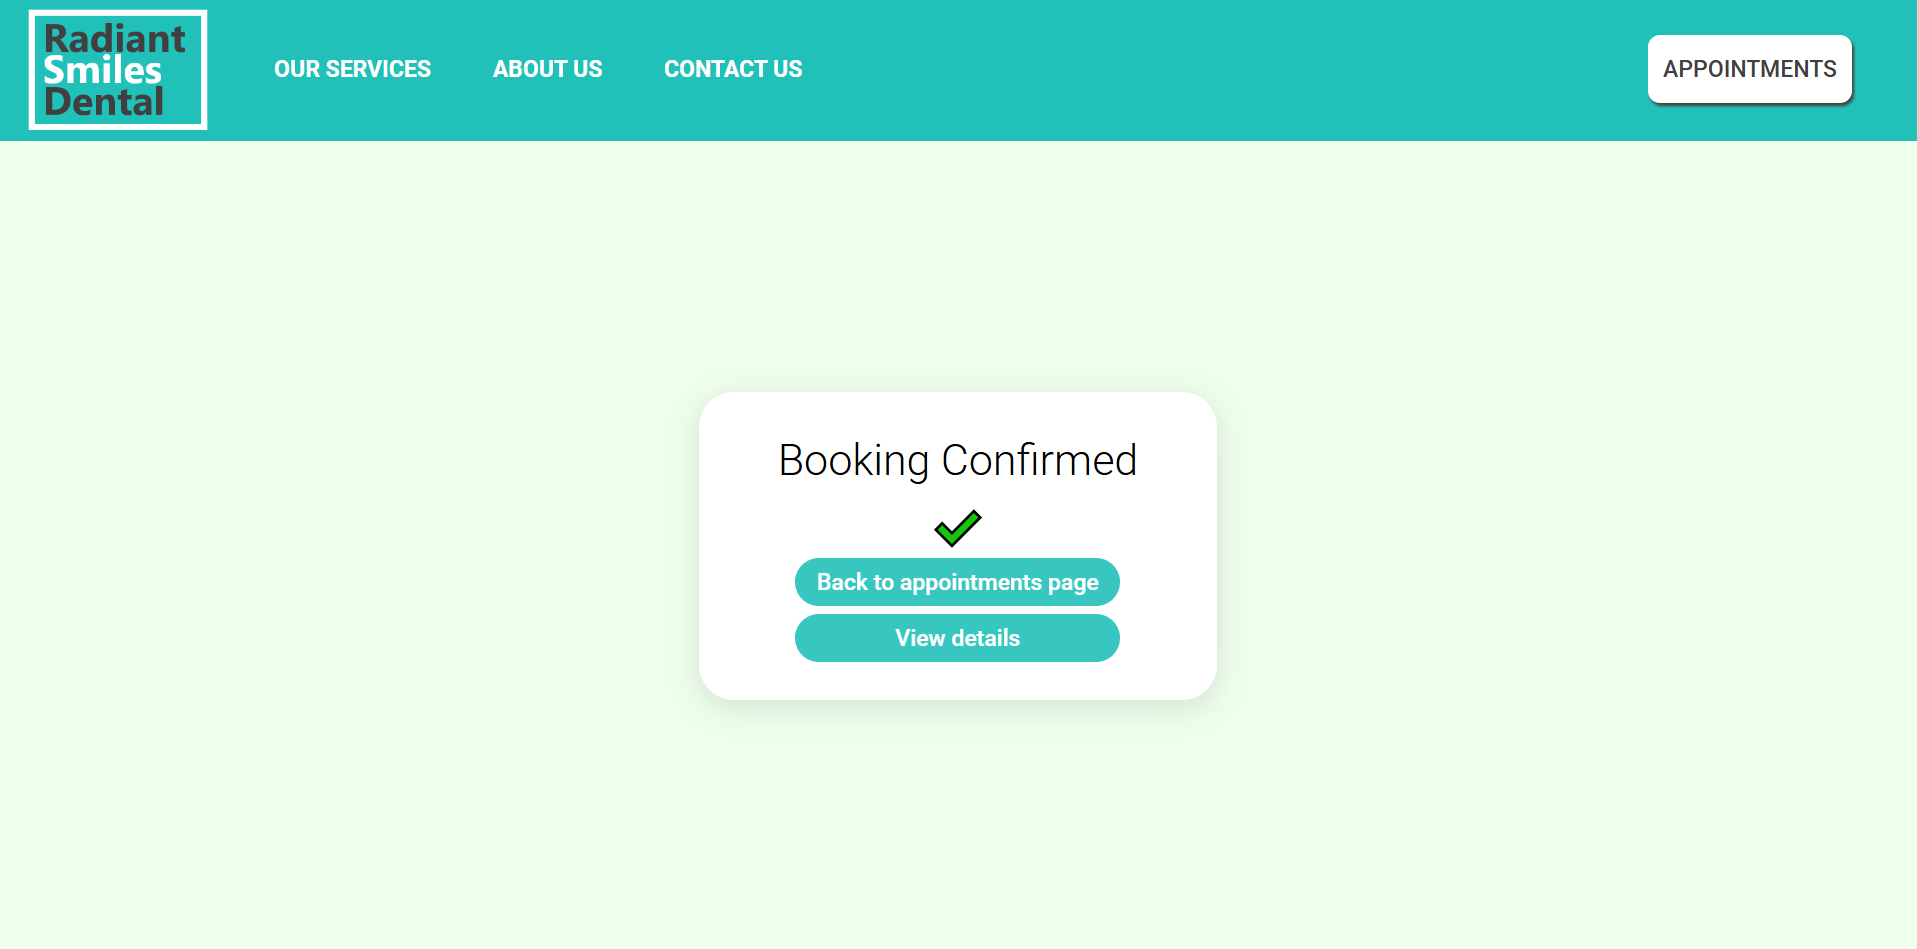 Radiant
Smiles
Dental
OUR SERVICES
ABOUT US
CONTACT US
APPOINTMENTS
Booking Confirmed
Back to appointments page
View details